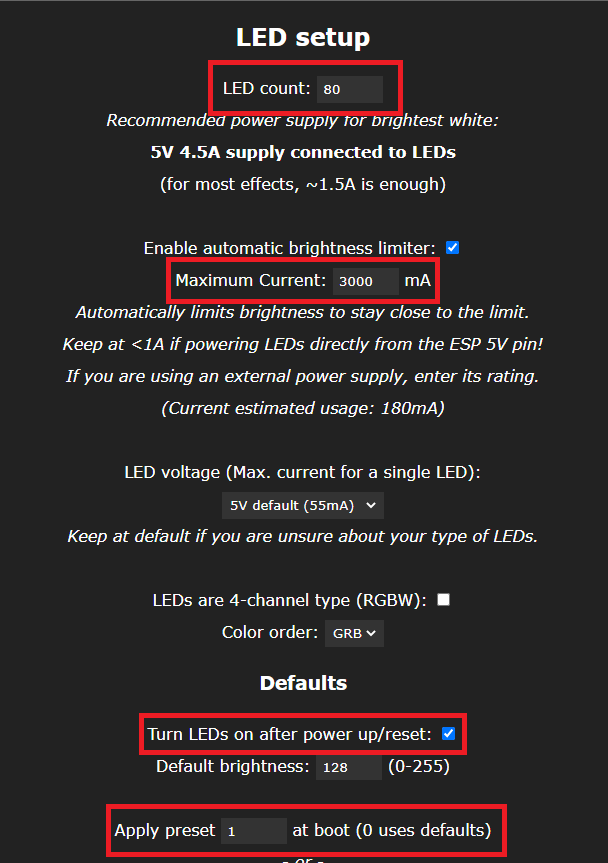 LED setup
LED count: 80
Recommended power supply for brightest white:
5V 4.5A supply connected to LEDs
(for most effects, ~1.5A is enough)
Enable automatic brightness limiter:
Maximum Current: 3000 mA
Automatically limits brightness to stay close to the limit.
Keep at <1A if powering LEDs directly from the ESP 5V pin!
If you are using an external power supply, enter its rating.
(Current estimated usage: 180mA)
LED voltage (Max. current for a single LED):
5V default (55mA)
Keep at default if you are unsure about your type of LEDs.
LEDs are 4-channel type (RGBW):
Color order: GRB
Defaults
Turn LEDs on after power up/reset:
Default brightness: 128 (0-255)
Apply preset 1 at boot (0 uses defaults)
- or -